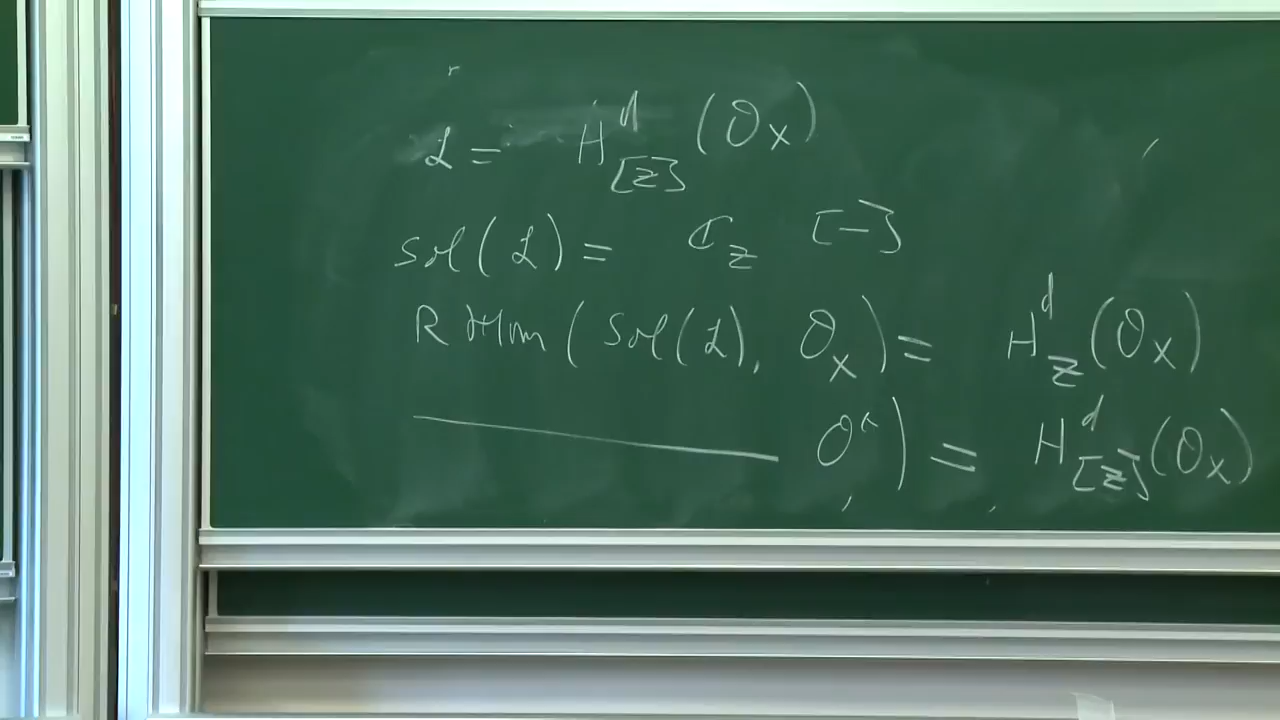 ℒ = H^d_{[Z]} (O_X)
Sol(ℒ) = ℂ_Z [-]
R Hom (Sol(ℒ), O_X) = H^d_Z (O_X)
———————— O^t) = H^d_{[Z]} (O_X)